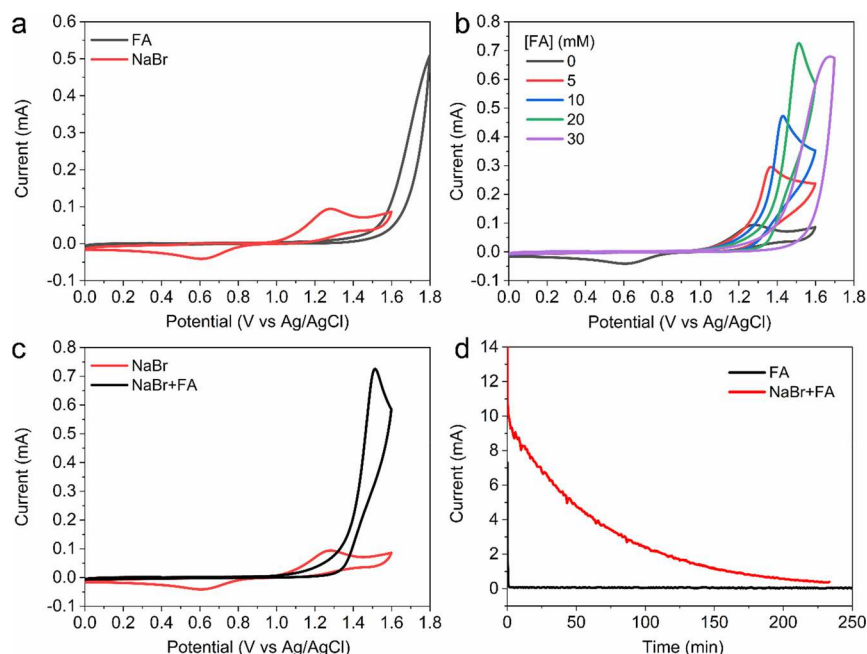 a
FA
NaBr
0.6
0.5
0.4
0.3
0.2
0.1
0.0
-0.1
Current (mA)
0.0 0.2 0.4 0.6 0.8 1.0 1.2 1.4 1.6 1.8
Potential (V vs Ag/AgCl)
b
[FA] (mM)
0
5
10
20
30
0.8
0.7
0.6
0.5
0.4
0.3
0.2
0.1
0.0
-0.1
Current (mA)
0.0 0.2 0.4 0.6 0.8 1.0 1.2 1.4 1.6 1.8
Potential (V vs Ag/AgCl)
c
NaBr
NaBr+FA
0.8
0.7
0.6
0.5
0.4
0.3
0.2
0.1
0.0
-0.1
Current (mA)
0.0 0.2 0.4 0.6 0.8 1.0 1.2 1.4 1.6 1.8
Potential (V vs Ag/AgCl)
d
FA
NaBr+FA
14
12
10
8
6
4
2
0
Current (mA)
0 50 100 150 200 250
Time (min)